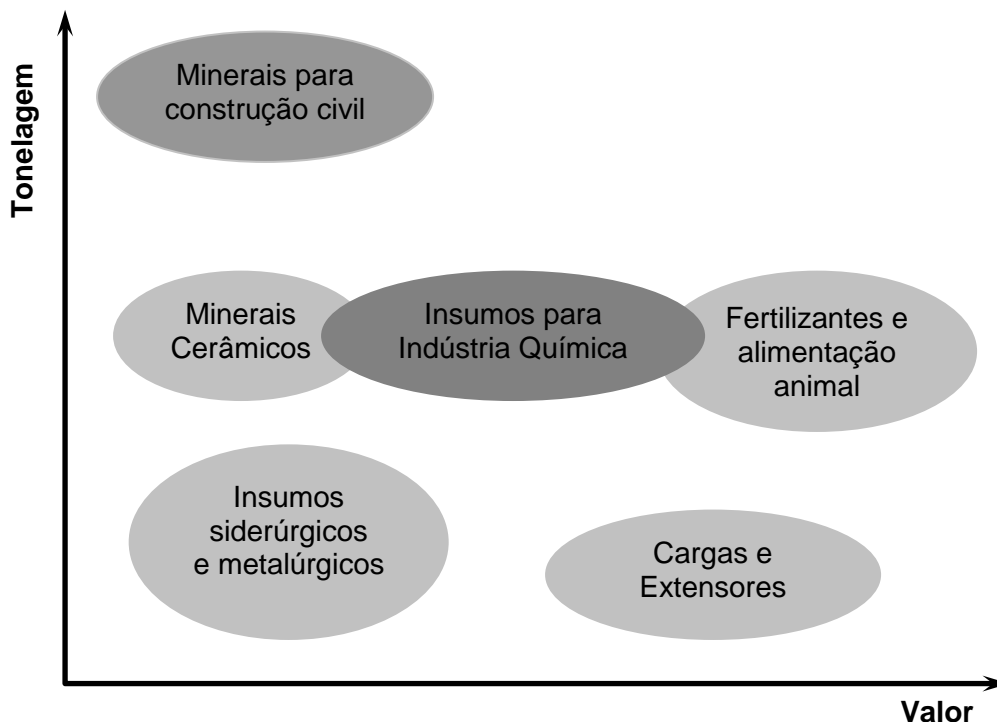 Tonelagem
Minerais para
construção civil
Minerais
Cerâmicos
Insumos para
Indústria Química
Fertilizantes e
alimentação
animal
Insumos
siderúrgicos
e metalúrgicos
Cargas e
Extensores
Valor